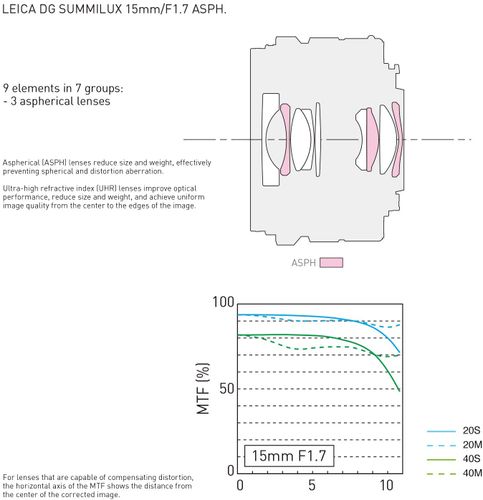 LEICA DG SUMMILUX 15mm/F1.7 ASPH.
9 elements in 7 groups:
- 3 aspherical lenses
Aspherical (ASPH) lenses reduce size and weight, effectively
preventing spherical and distortion aberration.
Ultra-high refractive index (UHR) lenses improve optical
performance, reduce size and weight, and achieve uniform
image quality from the center to the edges of the image.
ASPH
100
50
0
MTF (%)
15mm F1.7
0
5
10
20S
20M
40S
40M
For lenses that are capable of compensating distortion,
the horizontal axis of the MTF shows the distance from
the center of the corrected image.